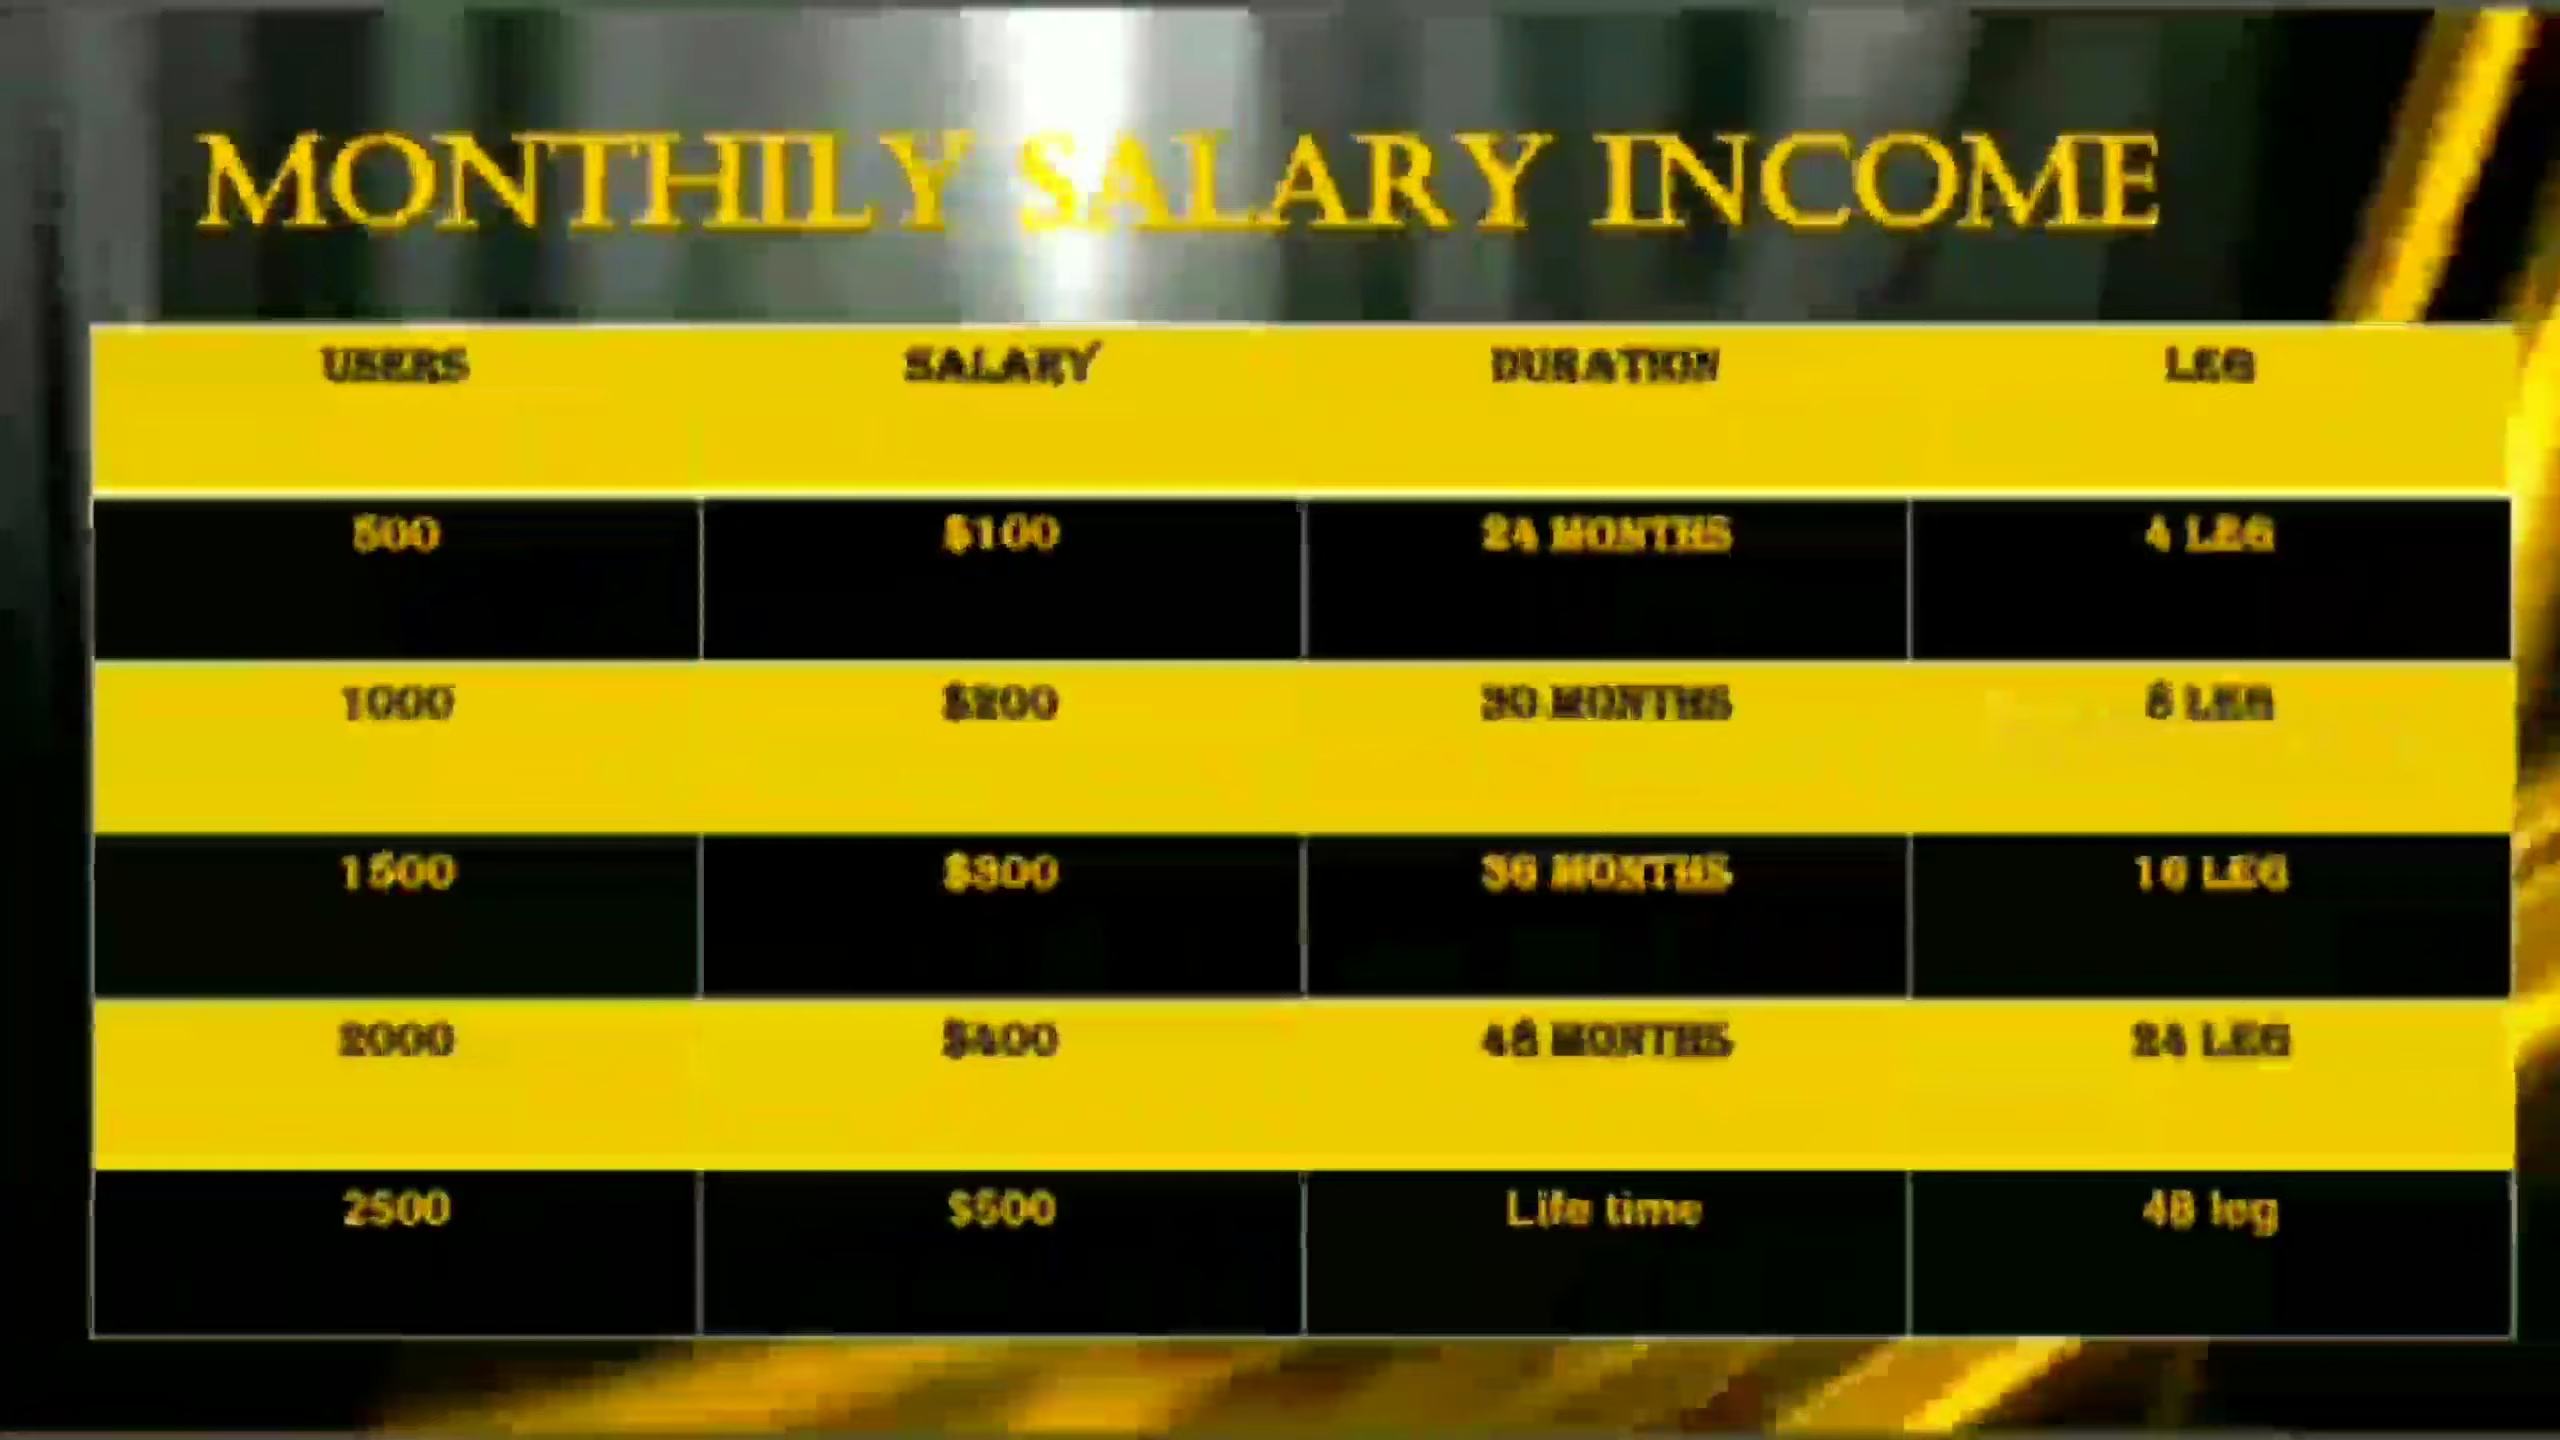 MONTHILY SALARY INCOME
USERS SALARY DURATION LEG
500 $100 24 MONTHS 4 LEG
1000 $200 30 MONTHS 8 LEG
1500 $300 36 MONTHS 16 LEG
2000 $400 48 MONTHS 24 LEG
2500 $500 Life time 48 leg